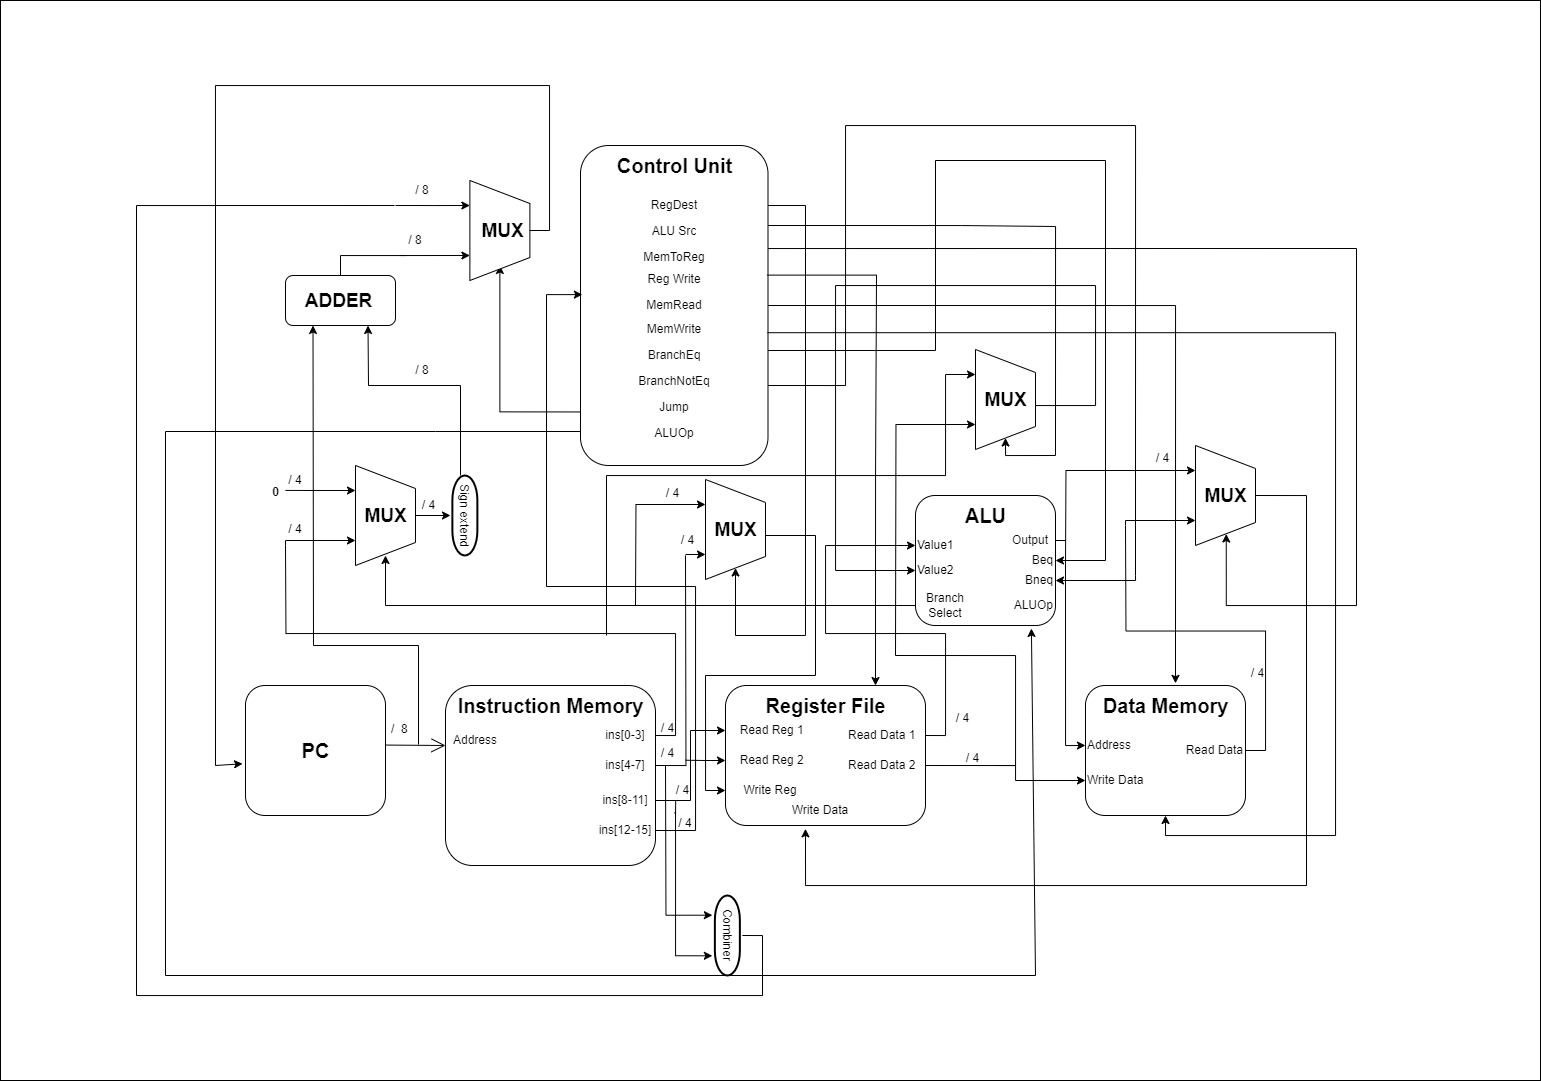 Control Unit
RegDest
ALU Src
MemToReg
Reg Write
MemRead
MemWrite
BranchEq
BranchNotEq
Jump
ALUOp
/ 8
MUX
/ 8
ADDER
/ 8
0
/ 4
/ 4
MUX
/ 4
Sign extend
/ 4
/ 4
MUX
MUX
ALU
Value1
Value2
Branch
Select
Output
Beq
Bneq
ALUOp
/ 4
MUX
PC
/ 8
Instruction Memory
Address
ins[0-3]
ins[4-7]
ins[8-11]
ins[12-15]
/ 4
/ 4
/ 4
/ 4
Register File
Read Reg 1
Read Reg 2
Write Reg
Write Data
Read Data 1
Read Data 2
/ 4
/ 4
Data Memory
Address
Write Data
Read Data
/ 4
Combiner